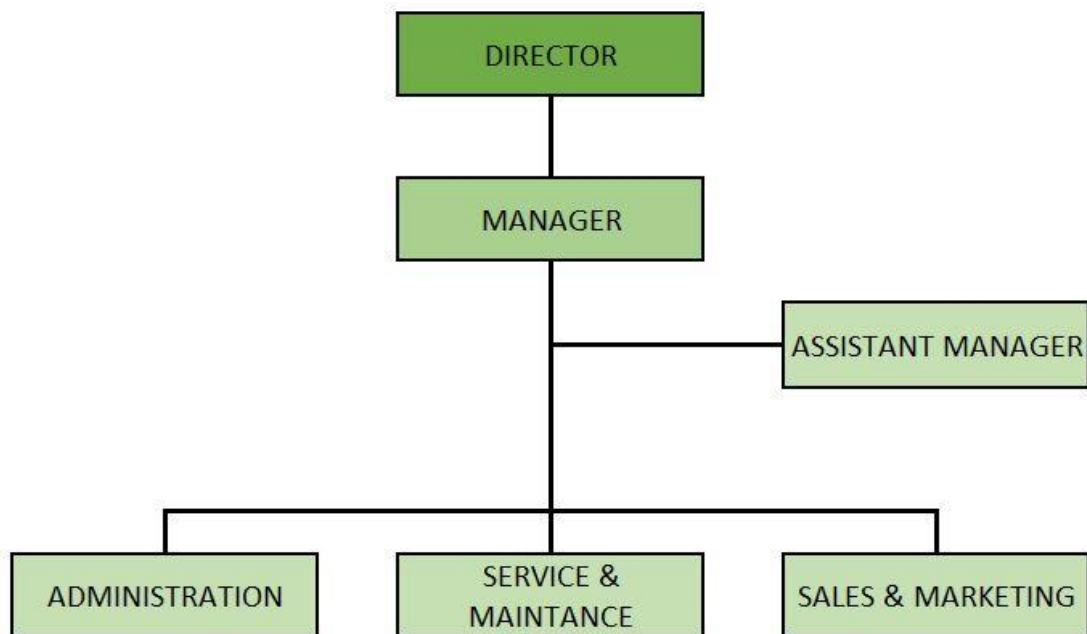 DIRECTOR
MANAGER
ASSISTANT MANAGER
ADMINISTRATION
SERVICE &
MAINTANCE
SALES & MARKETING